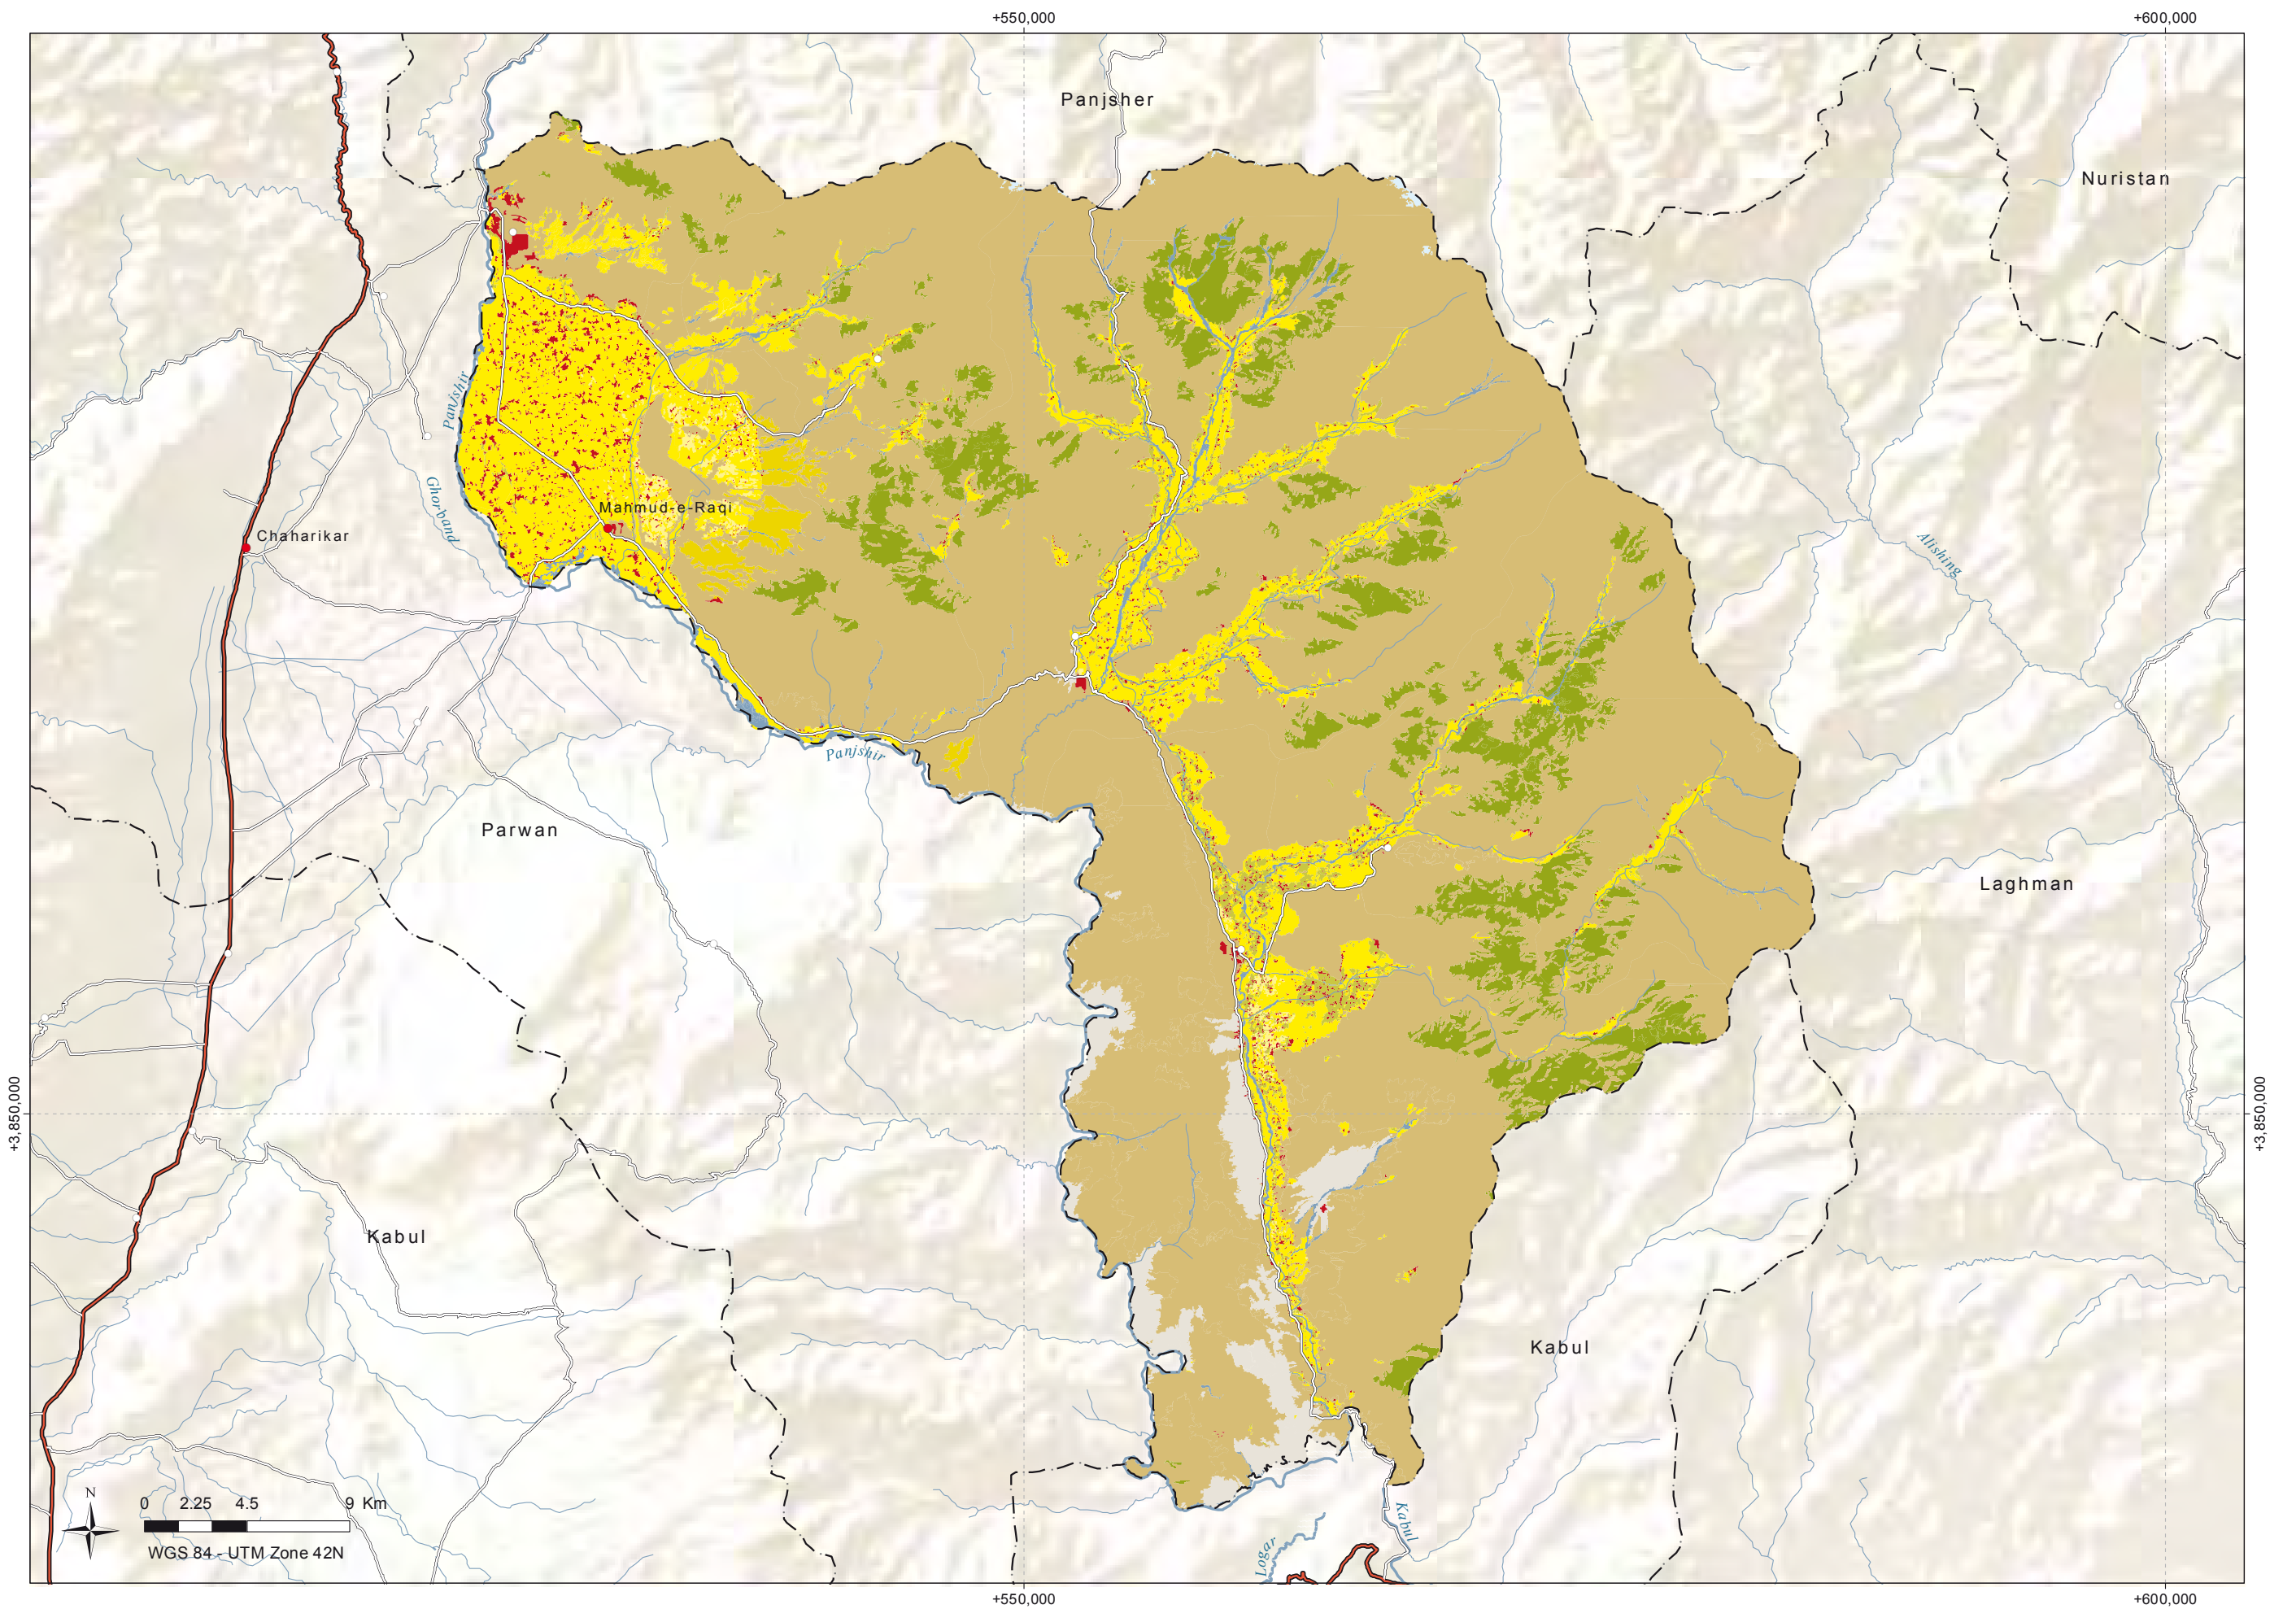 +550,000
+600,000
Panjsher
Nuristan
Panjshir
Ghorband
Mahmud-e-Raqi
Chaharikar
Alishing
Panjshir
Parwan
Laghman
+3,850,000
+3,850,000
Kabul
Kabul
N
0 2.25 4.5 9 Km
WGS 84 - UTM Zone 42N
Kabul
Logar
+550,000
+600,000